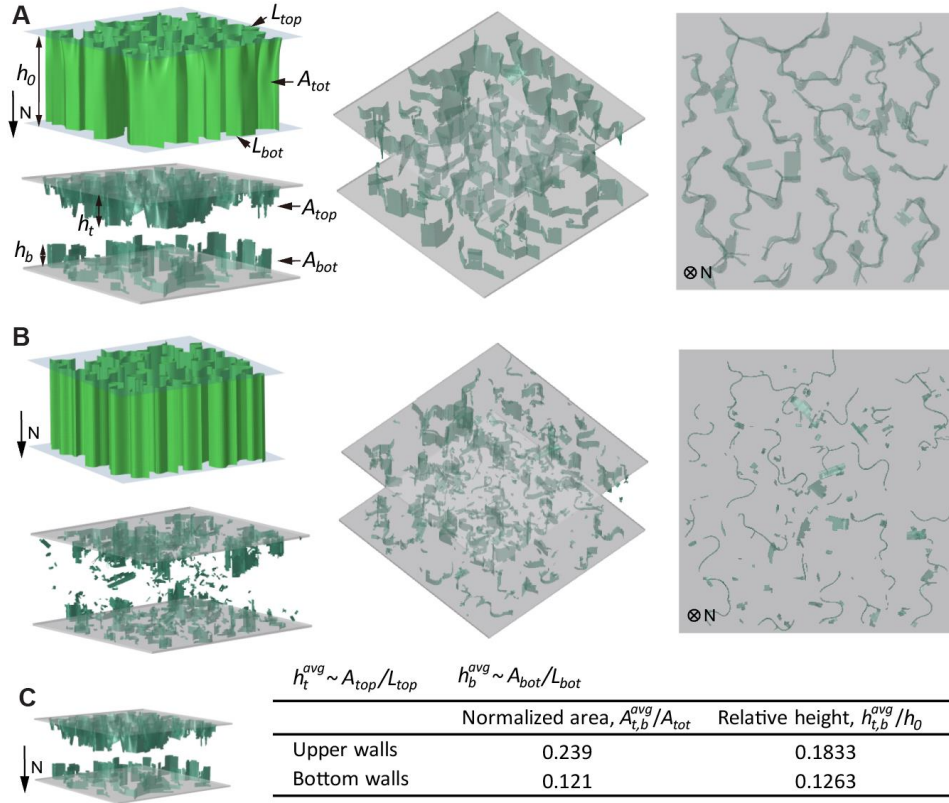 A
L_top
h_0
A_tot
N
L_bot
A_top
h_t
h_b
A_bot
⊗N
B
N
⊗N
h_t^avg ~ A_top/L_top h_b^avg ~ A_bot/L_bot
C
N
Normalized area, A_t,b^avg/A_tot Relative height, h_t,b^avg/h_0
Upper walls 0.239 0.1833
Bottom walls 0.121 0.1263